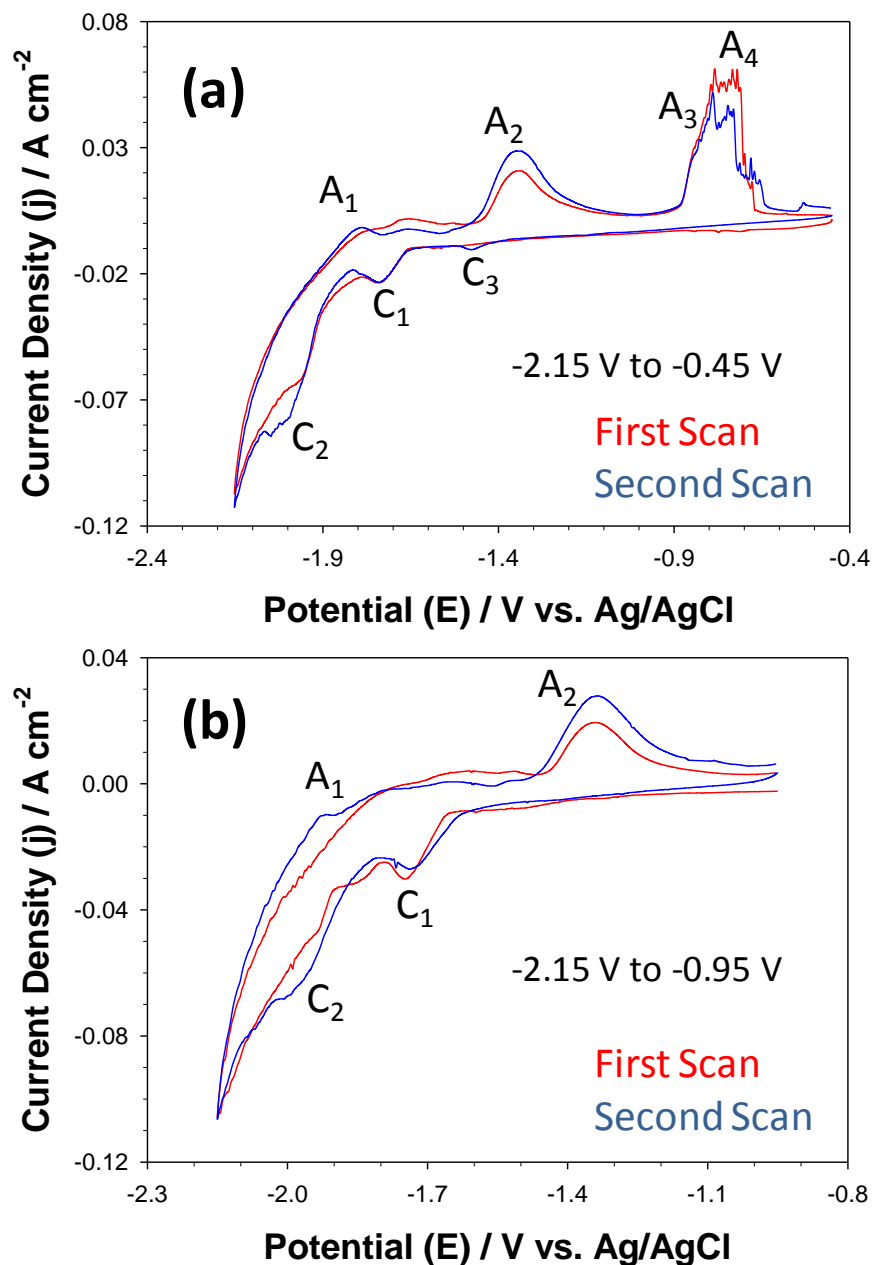 0.08
0.03
-0.02
-0.07
-0.12
-2.4 -1.9 -1.4 -0.9 -0.4
Current Density (j) / A cm⁻²
Potential (E) / V vs. Ag/AgCl
(a)
A₁
A₂
A₃
A₄
C₁
C₂
C₃
-2.15 V to -0.45 V
First Scan
Second Scan
0.04
0.00
-0.04
-0.08
-0.12
-2.3 -2.0 -1.7 -1.4 -1.1 -0.8
Current Density (j) / A cm⁻²
Potential (E) / V vs. Ag/AgCl
(b)
A₁
A₂
C₁
C₂
-2.15 V to -0.95 V
First Scan
Second Scan